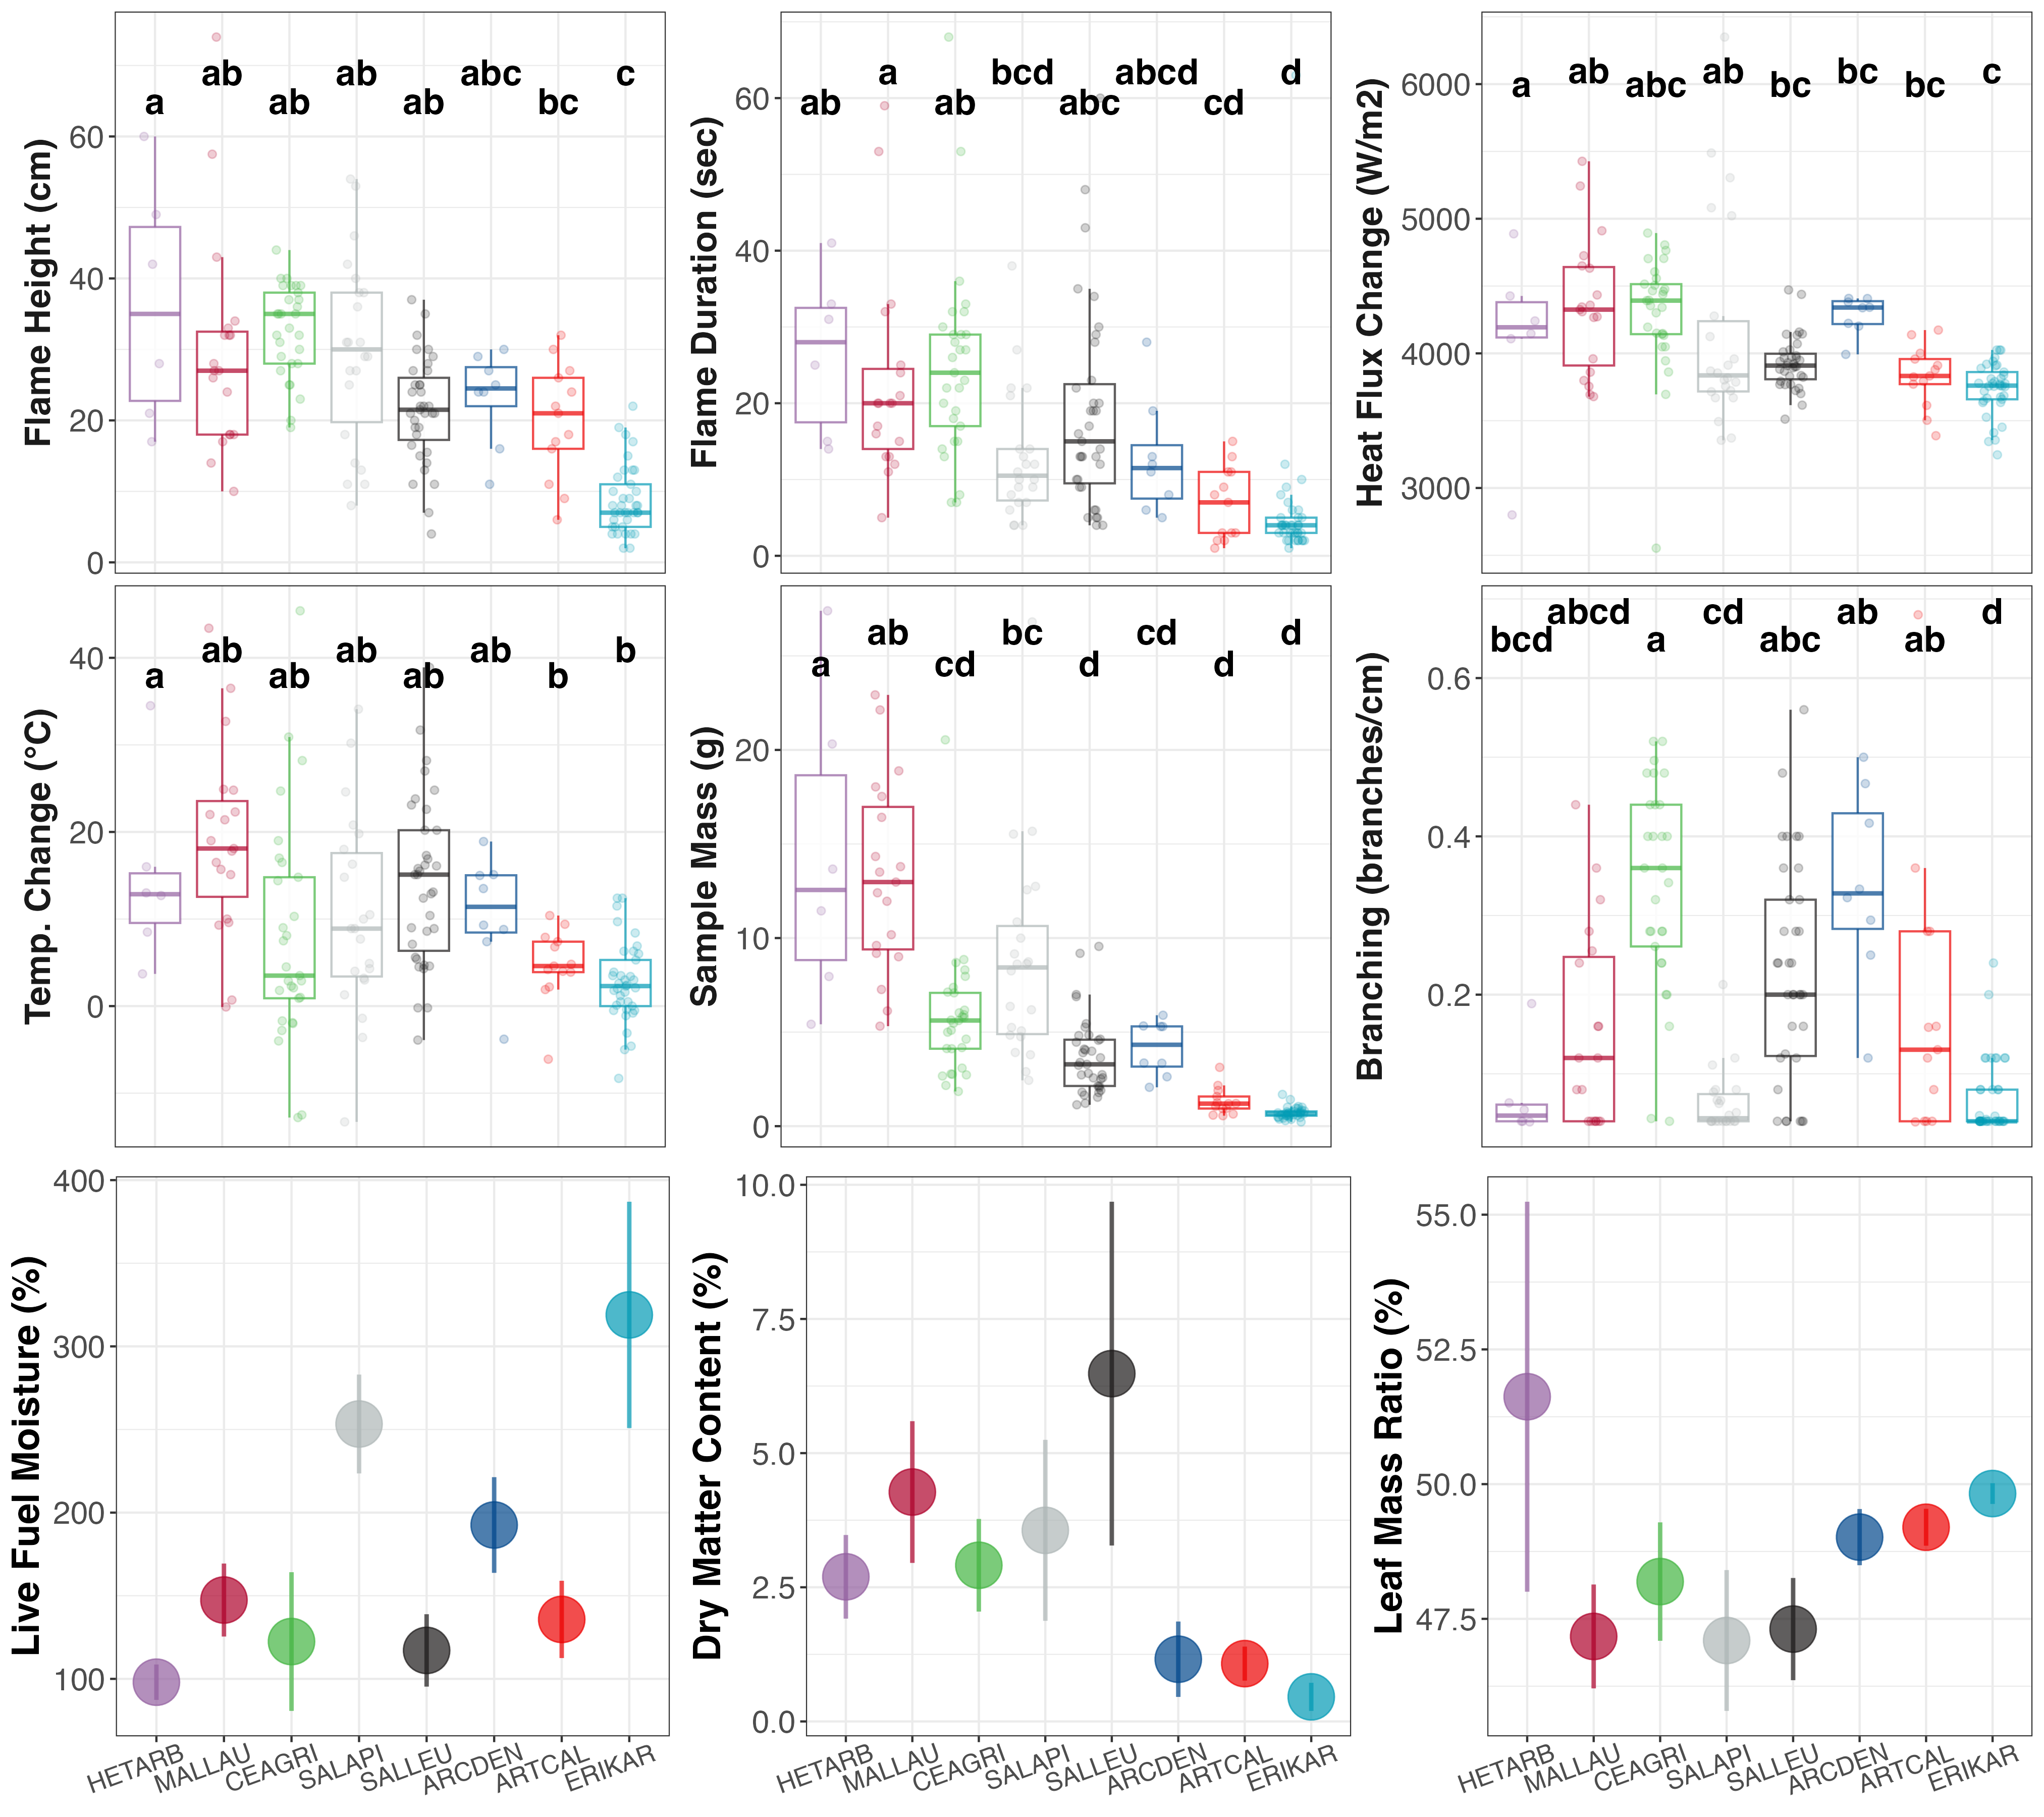 Flame Height (cm)
60
40
20
0
a
ab
ab
ab
ab
abc
bc
c
Flame Duration (sec)
60
40
20
0
ab
a
ab
bcd
abc
abcd
cd
d
Heat Flux Change (W/m2)
6000
5000
4000
3000
a
ab
abc
ab
bc
bc
bc
c
Temp. Change (°C)
40
20
0
a
ab
ab
ab
ab
ab
b
b
Sample Mass (g)
20
10
0
a
ab
cd
bc
d
cd
d
d
Branching (branches/cm)
0.6
0.4
0.2
bcd
abcd
a
cd
abc
ab
ab
d
Live Fuel Moisture (%)
400
300
200
100
HETARB
MALLAU
CEAGRI
SALAPI
SALLEU
ARCDEN
ARTCAL
ERIKAR
Dry Matter Content (%)
10.0
7.5
5.0
2.5
0.0
HETARB
MALLAU
CEAGRI
SALAPI
SALLEU
ARCDEN
ARTCAL
ERIKAR
Leaf Mass Ratio (%)
55.0
52.5
50.0
47.5
HETARB
MALLAU
CEAGRI
SALAPI
SALLEU
ARCDEN
ARTCAL
ERIKAR